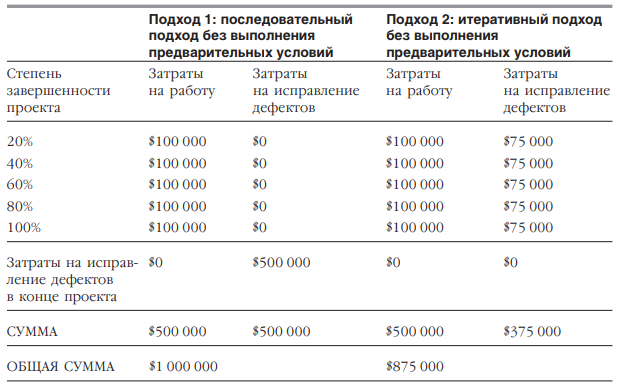 Подход 1: последовательный Подход 2: итеративный подход
подход без выполнения без выполнения
предварительных условий) предварительных условий)
Степень Затраты Затраты Затраты Затраты
завершенности на работу на исправление на работу на исправление
проекта дефектов дефектов
20% $100 000 $0 $100 000 $75 000
40% $100 000 $0 $100 000 $75 000
60% $100 000 $0 $100 000 $75 000
80% $100 000 $0 $100 000 $75 000
100% $100 000 $0 $100 000 $75 000
Затраты на исправ- $0 $500 000 $0 $0
ление дефектов
в конце проекта
СУММА $500 000 $500 000 $500 000 $375 000
ОБЩАЯ СУММА $1 000 000 $875 000